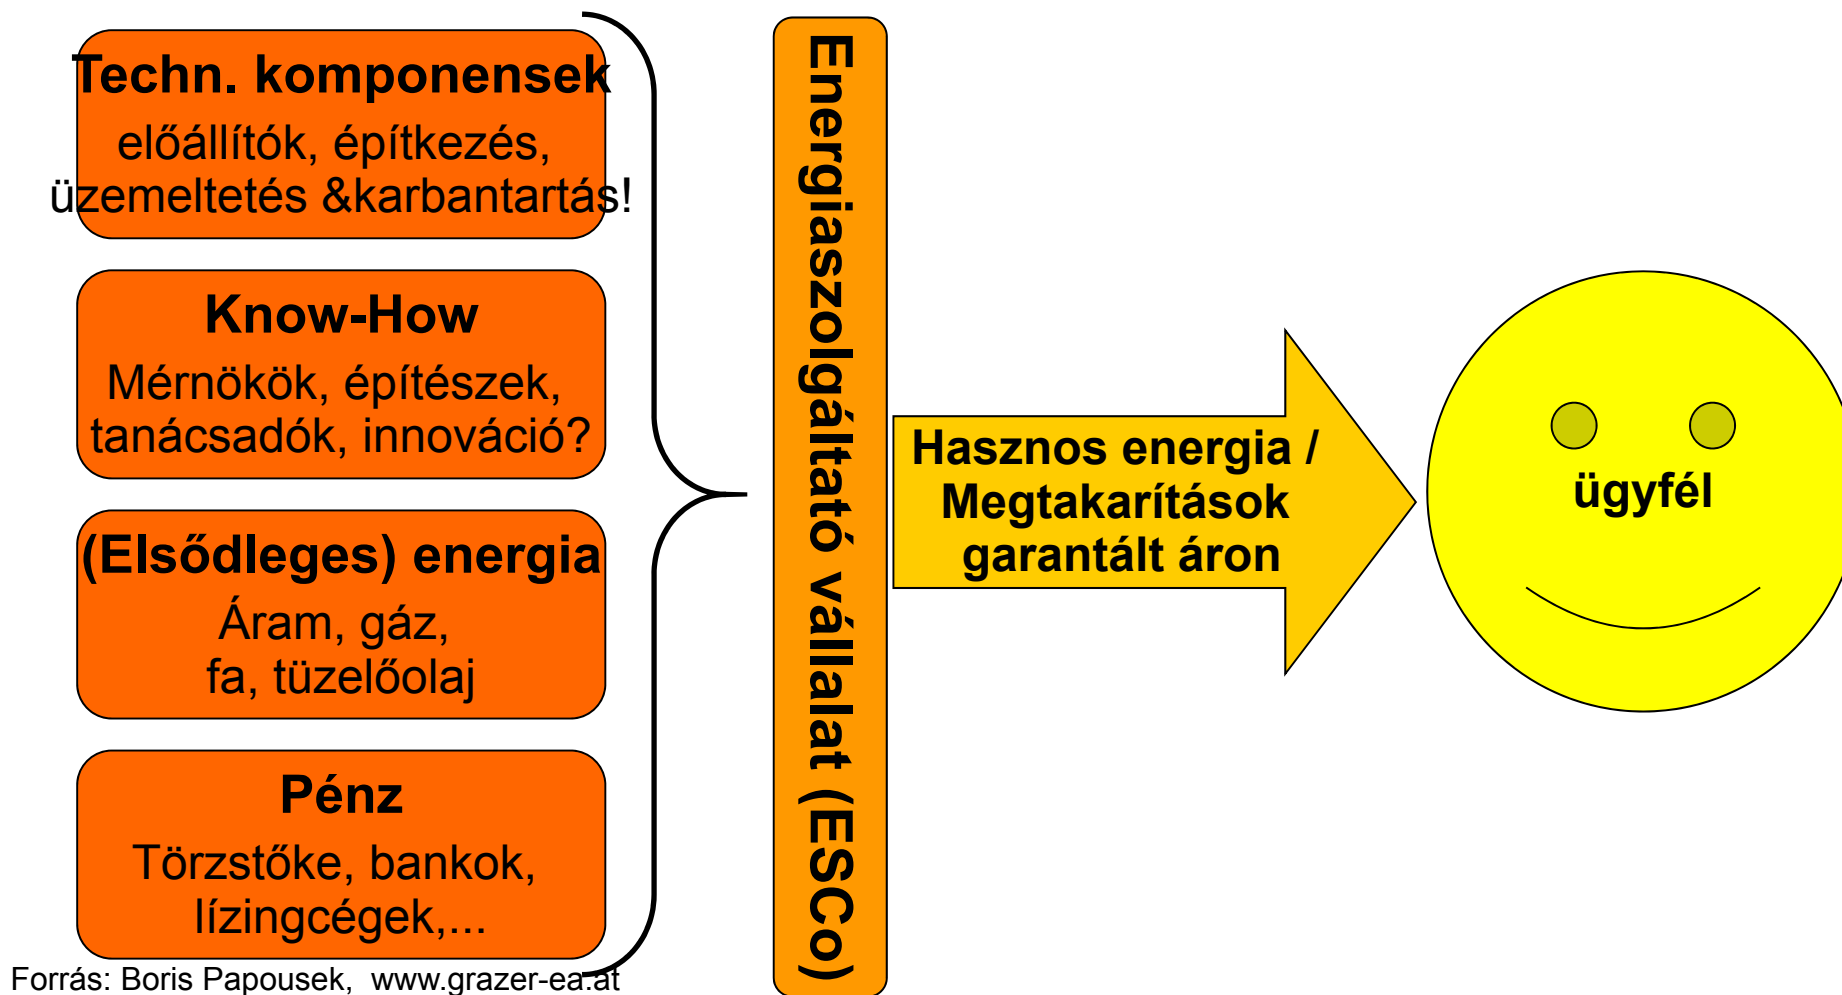 Techn. komponensek
előállítók, építkezés,
üzemeltetés &karbantartás!
Know-How
Mérnökök, építészek,
tanácsadók, innováció?
(Elsődleges) energia
Áram, gáz,
fa, tüzelőolaj
Pénz
Törzstőke, bankok,
lízingcégek,...
Forrás: Boris Papousek, www.grazer-ea.at
Energiaszolgáltató vállalat (ESCo)
Hasznos energia /
Megtakarítások
garantált áron
ügyfél